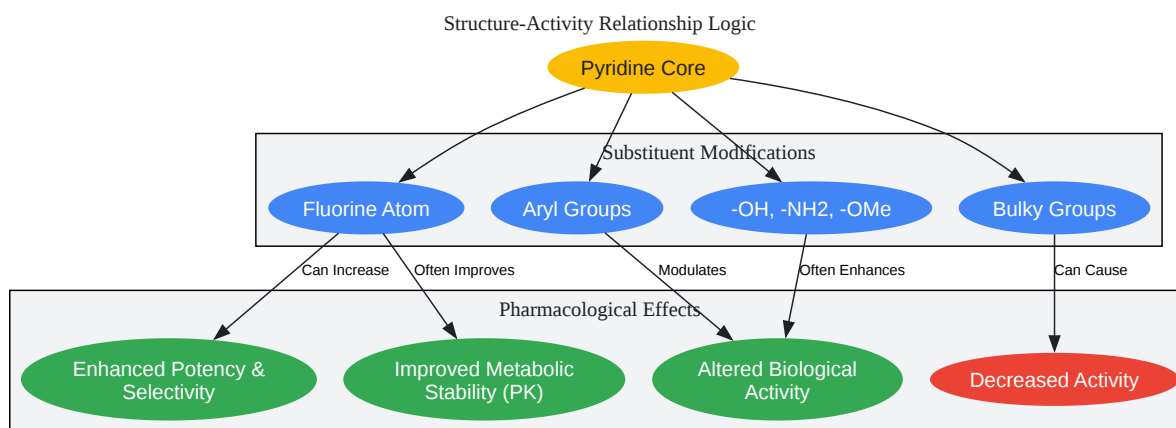 Structure-Activity Relationship Logic
Pyridine Core
Substituent Modifications
Fluorine Atom
Aryl Groups
-OH, -NH2, -OMe
Bulky Groups
Can Increase
Often Improves
Modulates
Often Enhances
Can Cause
Pharmacological Effects
Enhanced Potency &
Selectivity
Improved Metabolic
Stability (PK)
Altered Biological
Activity
Decreased Activity